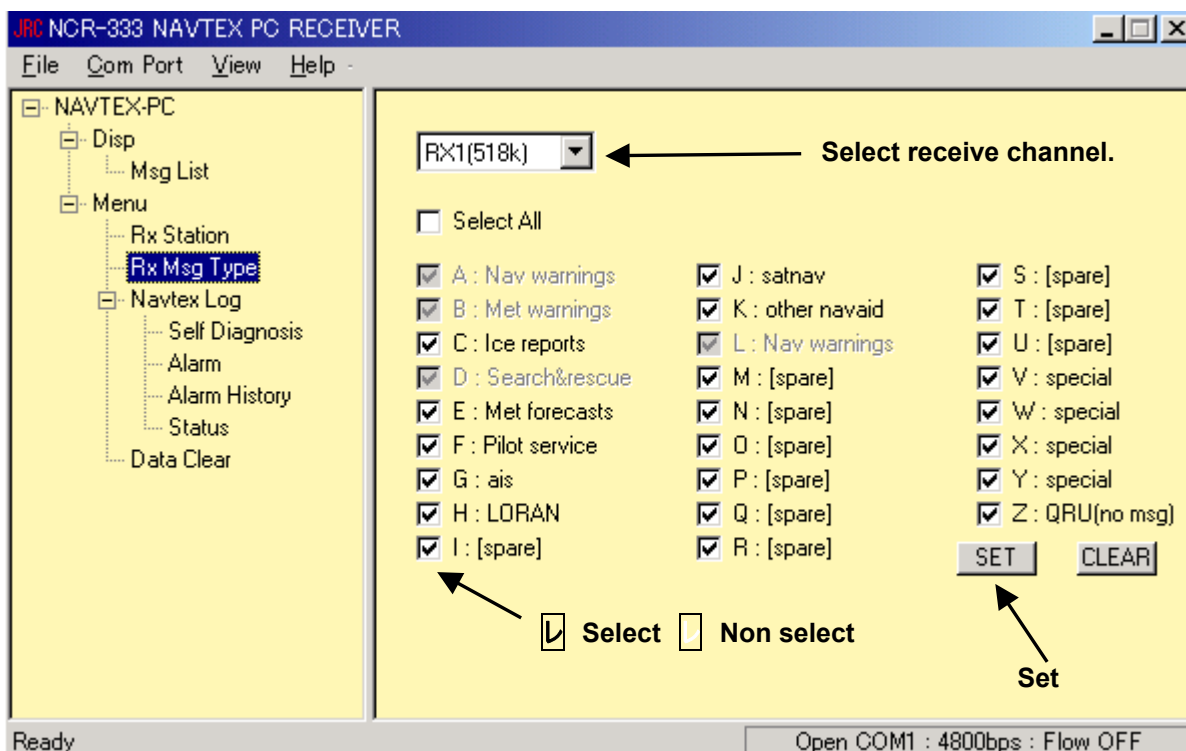 JRC NCR-333 NAVTEX PC RECEIVER
File Com Port View Help
NAVTEX-PC
Disp
Msg List
Menu
Rx Station
Rx Msg Type
Navtex Log
Self Diagnosis
Alarm
Alarm History
Status
Data Clear
RX1(518k)
Select receive channel.
Select All
A : Nav warnings
B : Met warnings
C : Ice reports
D : Search&rescue
E : Met forecasts
F : Pilot service
G : ais
H : LORAN
I : [spare]
J : satnav
K : other navaid
L : Nav warnings
M : [spare]
N : [spare]
O : [spare]
P : [spare]
Q : [spare]
R : [spare]
S : [spare]
T : [spare]
U : [spare]
V : special
W : special
X : special
Y : special
Z : QRU(no msg)
SET CLEAR
Select Non select
Set
Ready
Open COM1 : 4800bps : Flow OFF